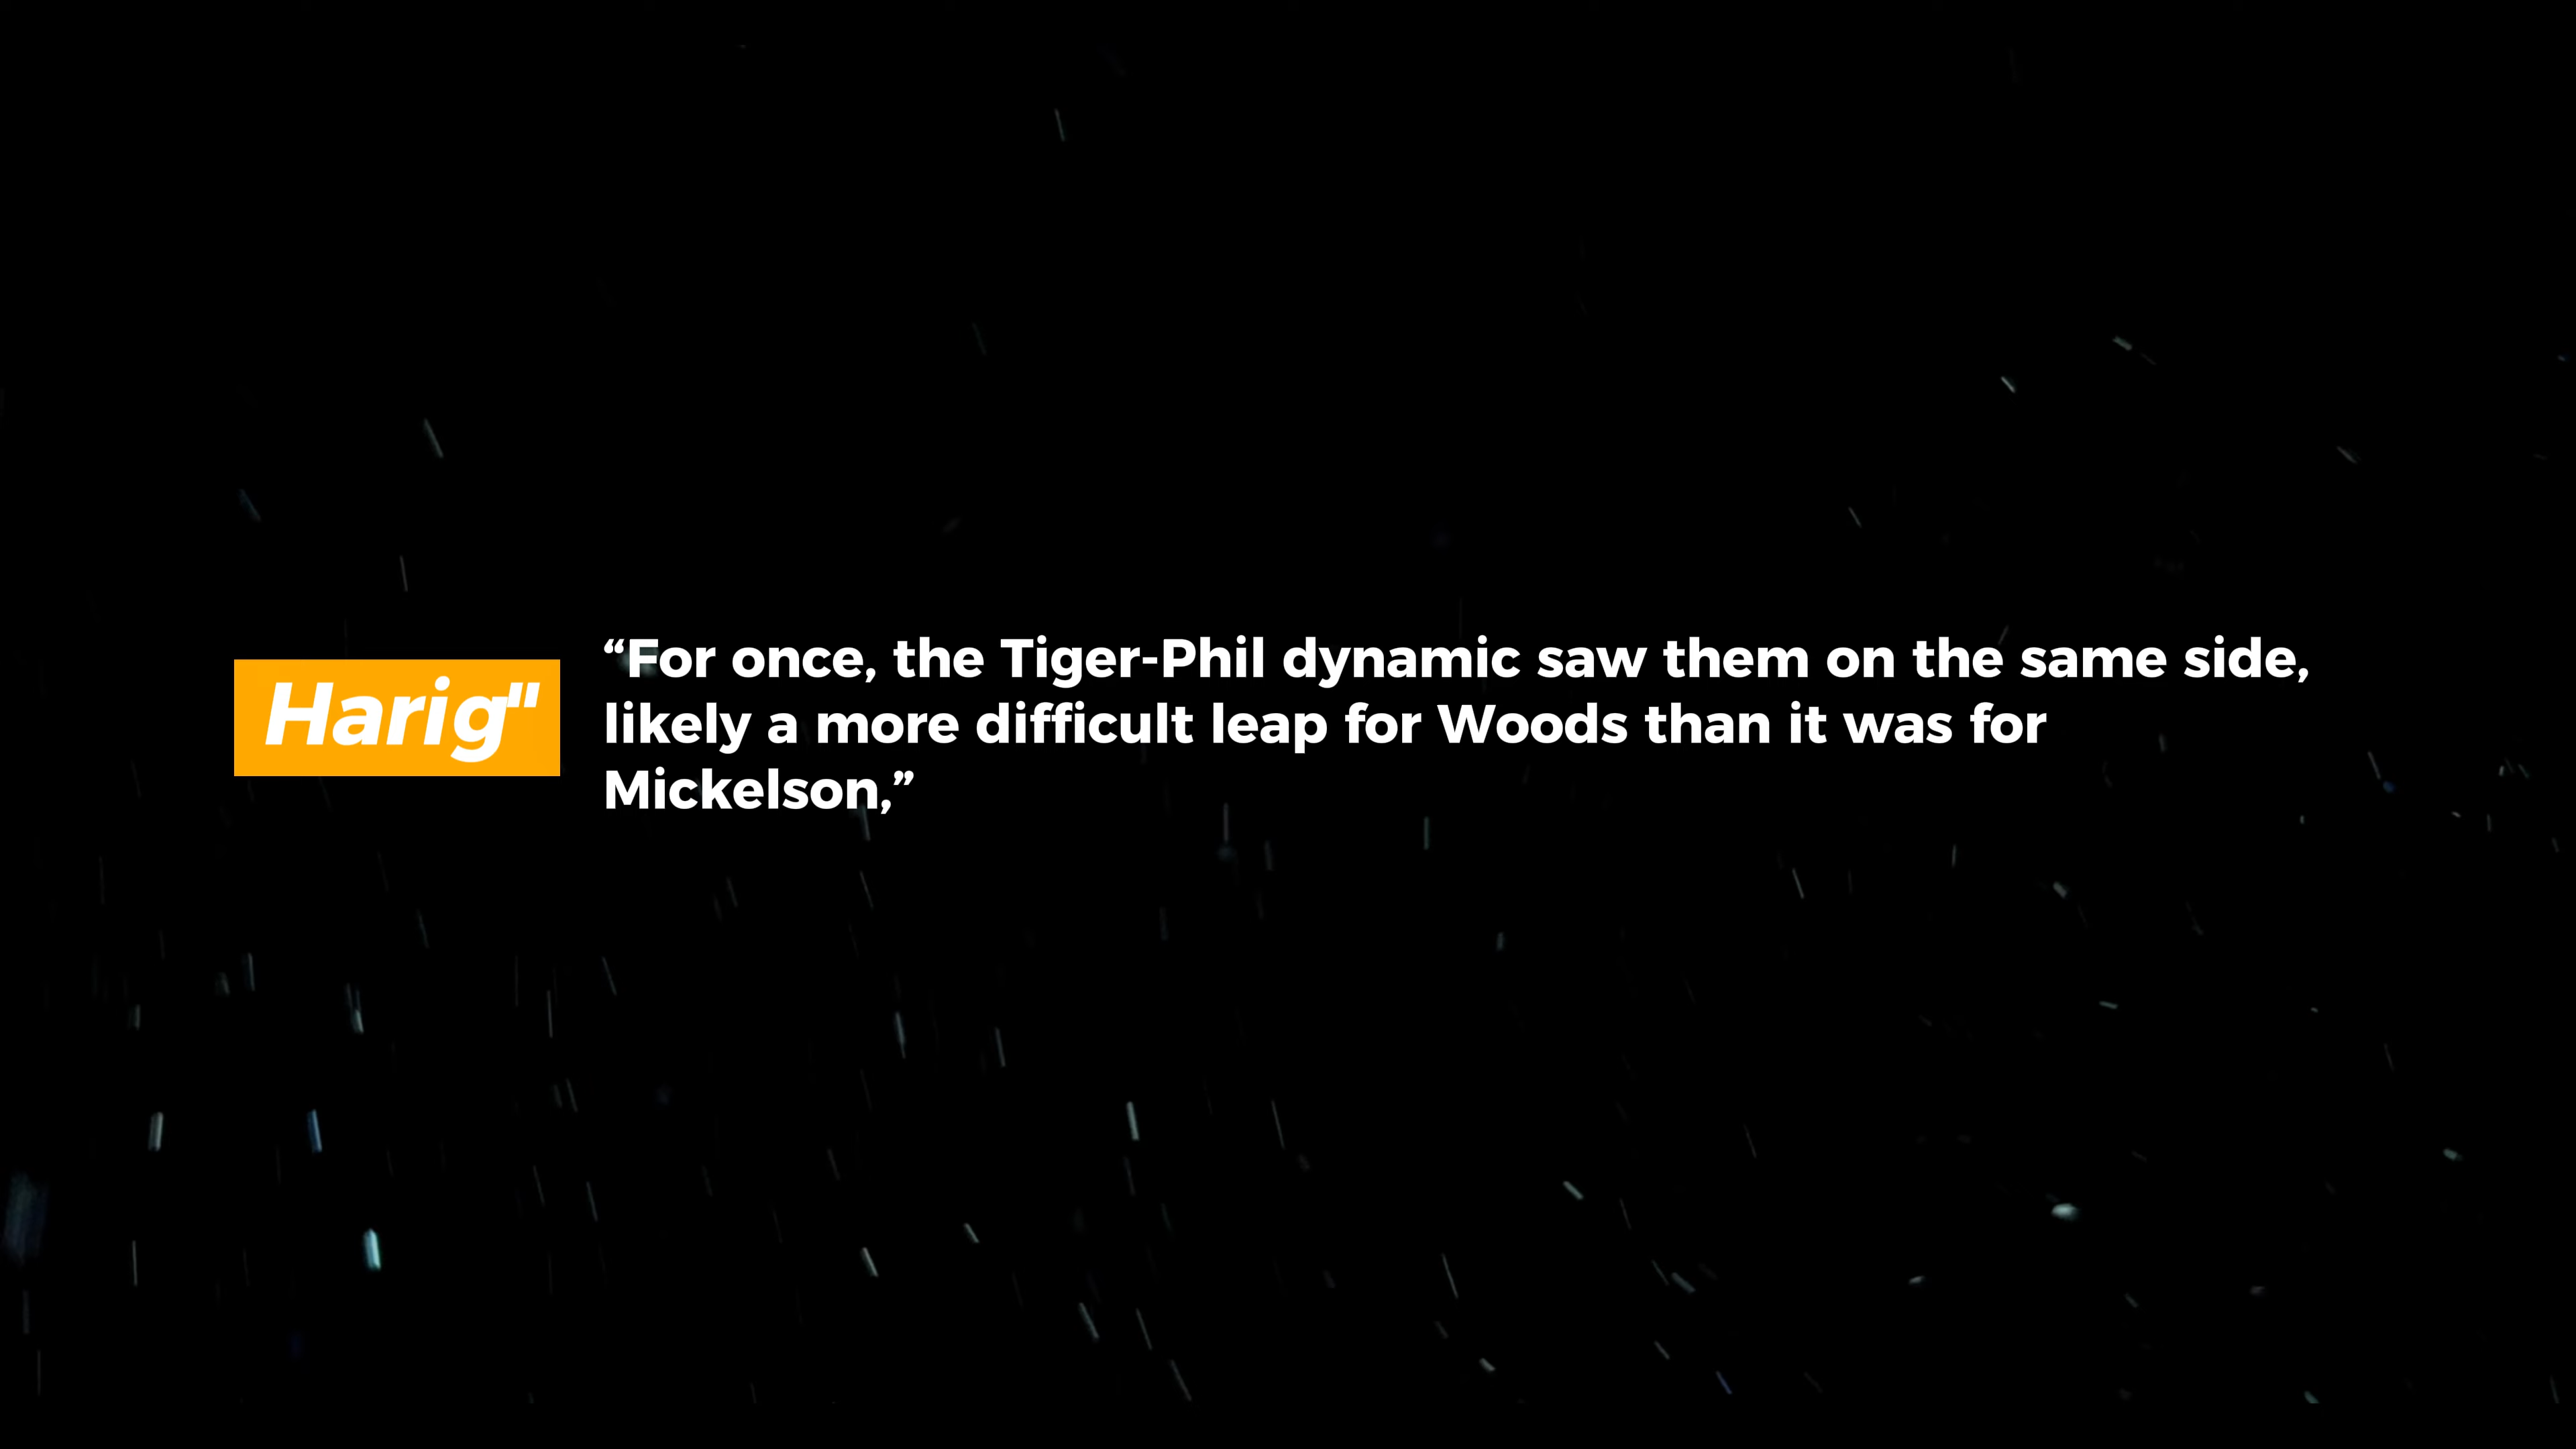 Harig"
“For once, the Tiger-Phil dynamic saw them on the same side,
likely a more difficult leap for Woods than it was for
Mickelson,”